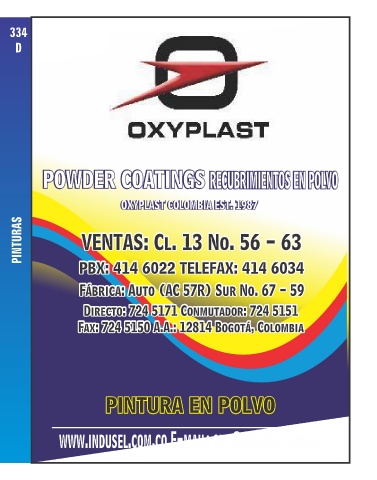 334
D
PINTURAS
OXYPLAST
POWDER COATINGS RECUBRIMIENTOS EN POLVO
OXYPLAST COLOMBIA EST. 1987
VENTAS: CL. 13 NO. 56 – 63
PBX: 414 6022 TELEFAX: 414 6034
FÁBRICA: AUTO (AC 57R) SUR NO. 67 – 59
DIRECTO: 724 5171 CONMUTADOR: 724 5151
FAX: 724 5150 A.A.: 12814 BOGOTÁ, COLOMBIA
PINTURA EN POLVO
WWW.INDUSEL.COM.CO